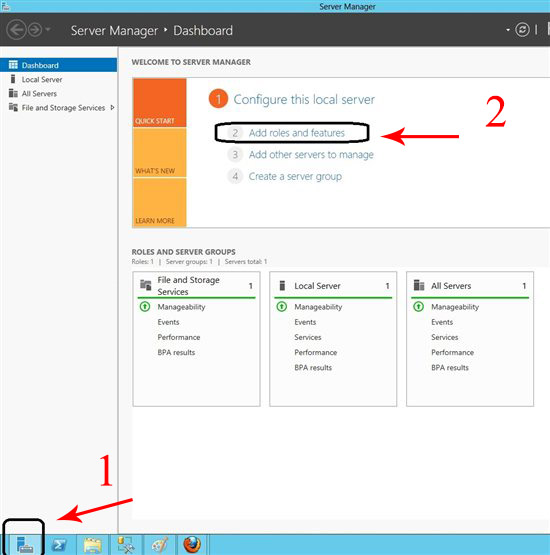 Server Manager
Server Manager • Dashboard
Dashboard
Local Server
All Servers
File and Storage Services
WELCOME TO SERVER MANAGER
QUICK START
WHAT'S NEW
LEARN MORE
1 Configure this local server
2 Add roles and features
3 Add other servers to manage
4 Create a server group
2
ROLES AND SERVER GROUPS
Roles: 1 | Server groups: 1 | Servers total: 1
File and Storage
Services 1
Manageability
Events
Performance
BPA results
Local Server 1
Manageability
Events
Services
Performance
BPA results
All Servers 1
Manageability
Events
Services
Performance
BPA results
1